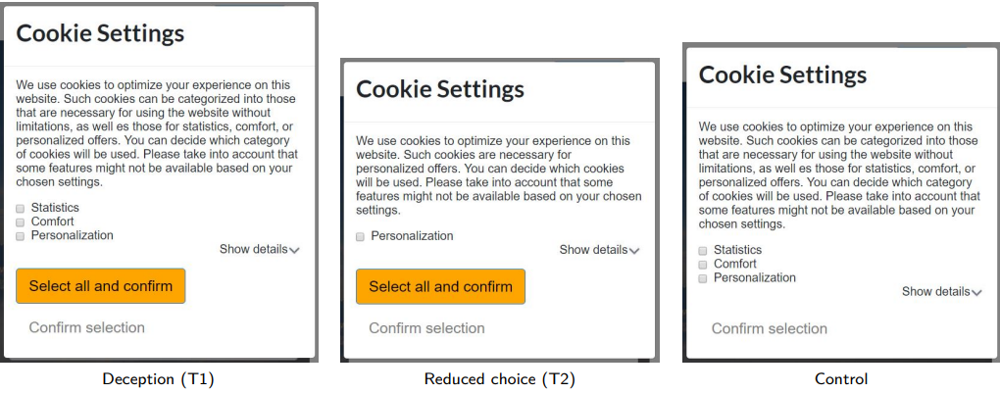 Cookie Settings
We use cookies to optimize your experience on this
website. Such cookies can be categorized into those
that are necessary for using the website without
limitations, as well es those for statistics, comfort, or
personalized offers. You can decide which category
of cookies will be used. Please take into account that
some features might not be available based on your
chosen settings.
Statistics
Comfort
Personalization
Show details
Select all and confirm
Confirm selection
Deception (T1)
Cookie Settings
We use cookies to optimize your experience on this
website. Such cookies are necessary for
personalized offers. You can decide which cookies
will be used. Please take into account that some
features might not be available based on your chosen
settings.
Personalization
Show details
Select all and confirm
Confirm selection
Reduced choice (T2)
Cookie Settings
We use cookies to optimize your experience on this
website. Such cookies can be categorized into those
that are necessary for using the website without
limitations, as well es those for statistics, comfort, or
personalized offers. You can decide which category
of cookies will be used. Please take into account that
some features might not be available based on your
chosen settings.
Statistics
Comfort
Personalization
Show details
Confirm selection
Control